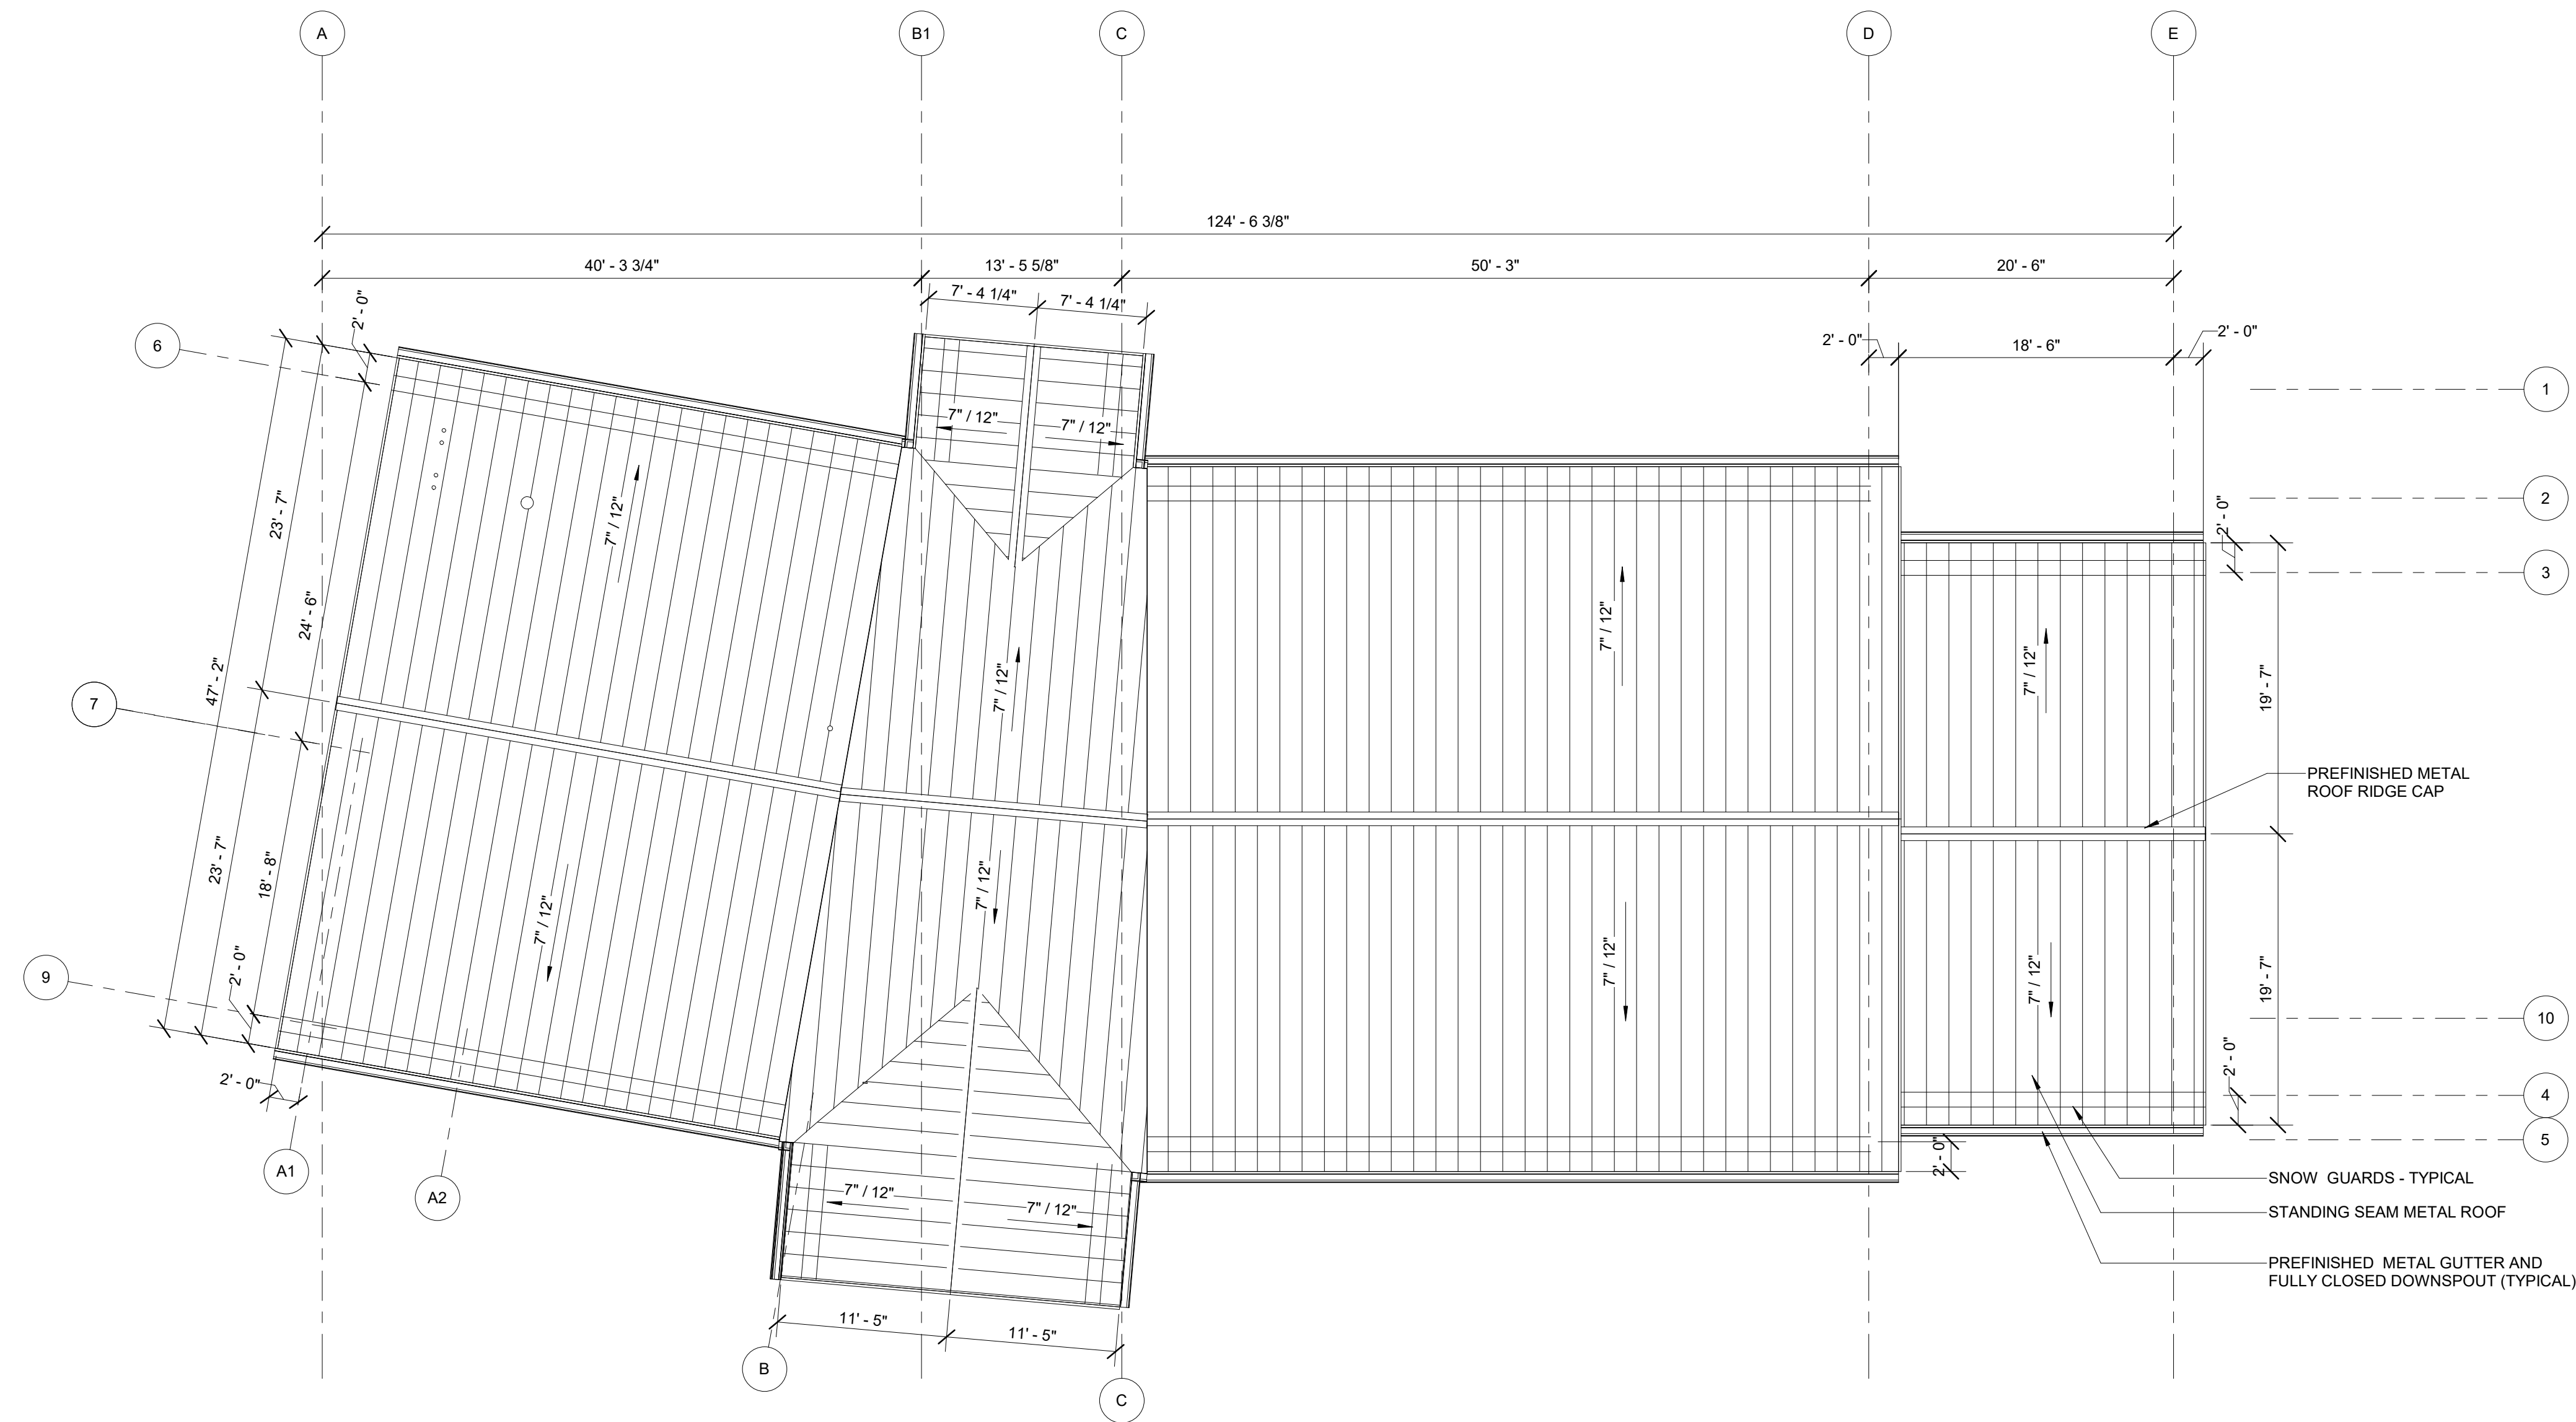 A
B1
C
D
E
124' - 6 3/8"
40' - 3 3/4"
13' - 5 5/8"
50' - 3"
20' - 6"
7' - 4 1/4"
7' - 4 1/4"
2' - 0"
2' - 0"
18' - 6"
2' - 0"
6
1
7" / 12"
7" / 12"
2
2' - 0"
23' - 7"
7" / 12"
3
24' - 6"
7" / 12"
47' - 2"
7" / 12"
7" / 12"
19' - 7"
7
PREFINISHED METAL
ROOF RIDGE CAP
23' - 7"
18' - 8"
7" / 12"
7" / 12"
7" / 12"
7" / 12"
19' - 7"
9
2' - 0"
10
2' - 0"
2' - 0"
4
5
2' - 0"
A1
A2
7" / 12"
7" / 12"
SNOW GUARDS - TYPICAL
STANDING SEAM METAL ROOF
PREFINISHED METAL GUTTER AND
FULLY CLOSED DOWNSPOUT (TYPICAL)
11' - 5"
11' - 5"
B
C